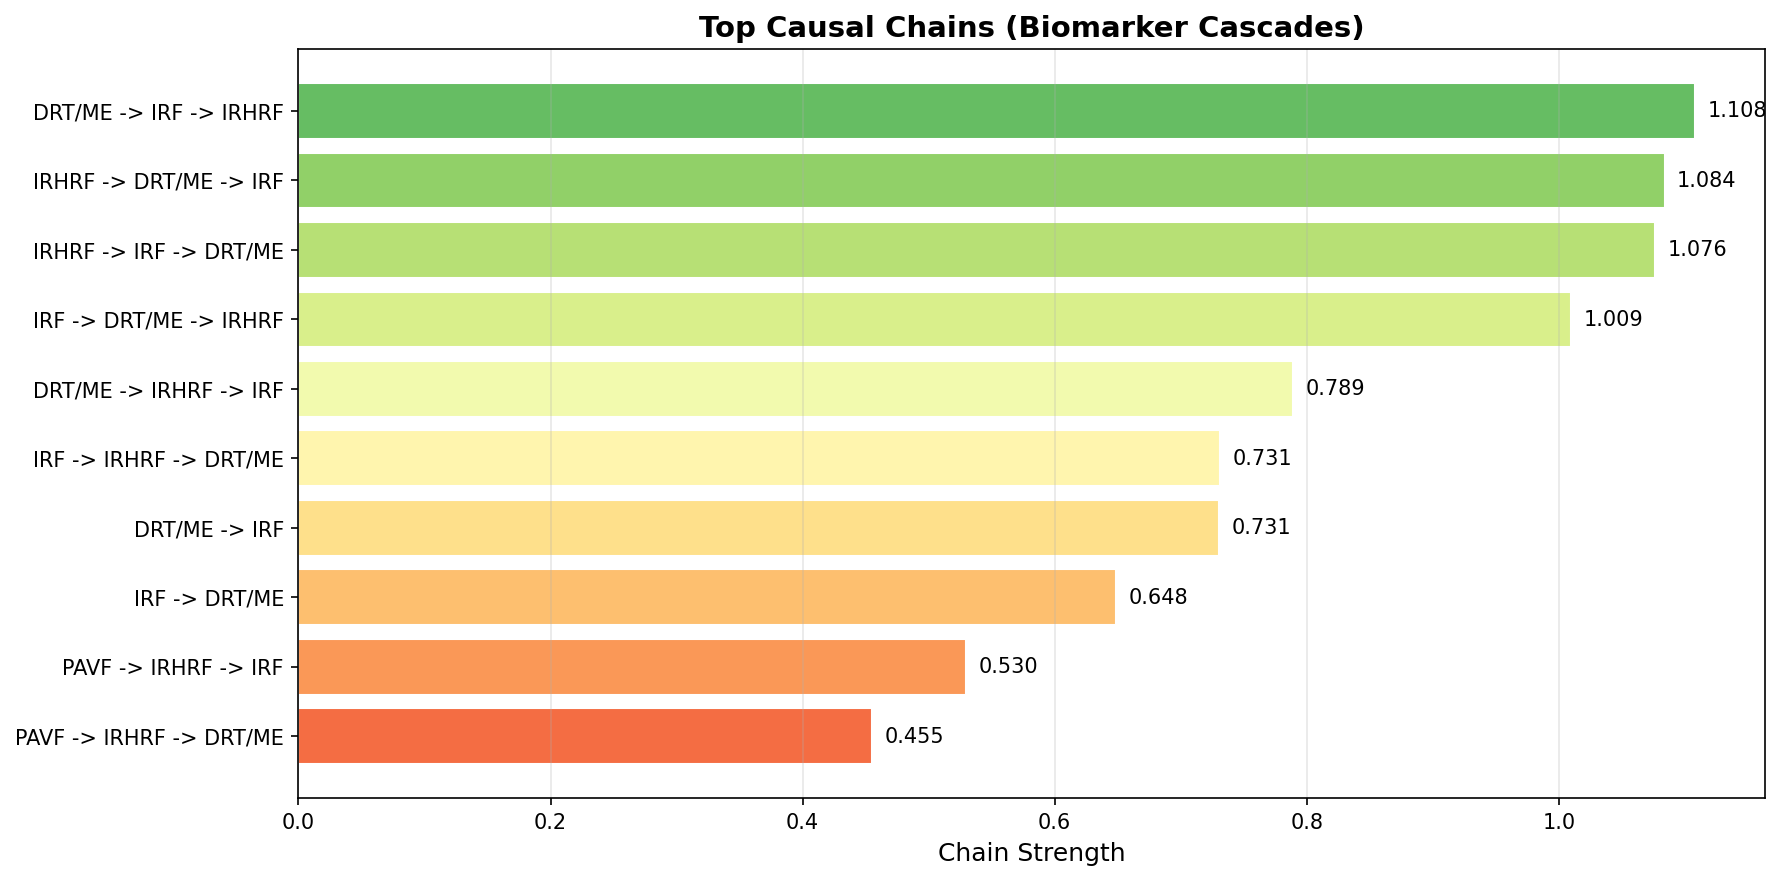 Top Causal Chains (Biomarker Cascades)
DRT/ME -> IRF -> IRHRF 1.108
IRHRF -> DRT/ME -> IRF 1.084
IRHRF -> IRF -> DRT/ME 1.076
IRF -> DRT/ME -> IRHRF 1.009
DRT/ME -> IRHRF -> IRF 0.789
IRF -> IRHRF -> DRT/ME 0.731
DRT/ME -> IRF 0.731
IRF -> DRT/ME 0.648
PAVF -> IRHRF -> IRF 0.530
PAVF -> IRHRF -> DRT/ME 0.455
0.0 0.2 0.4 0.6 0.8 1.0
Chain Strength